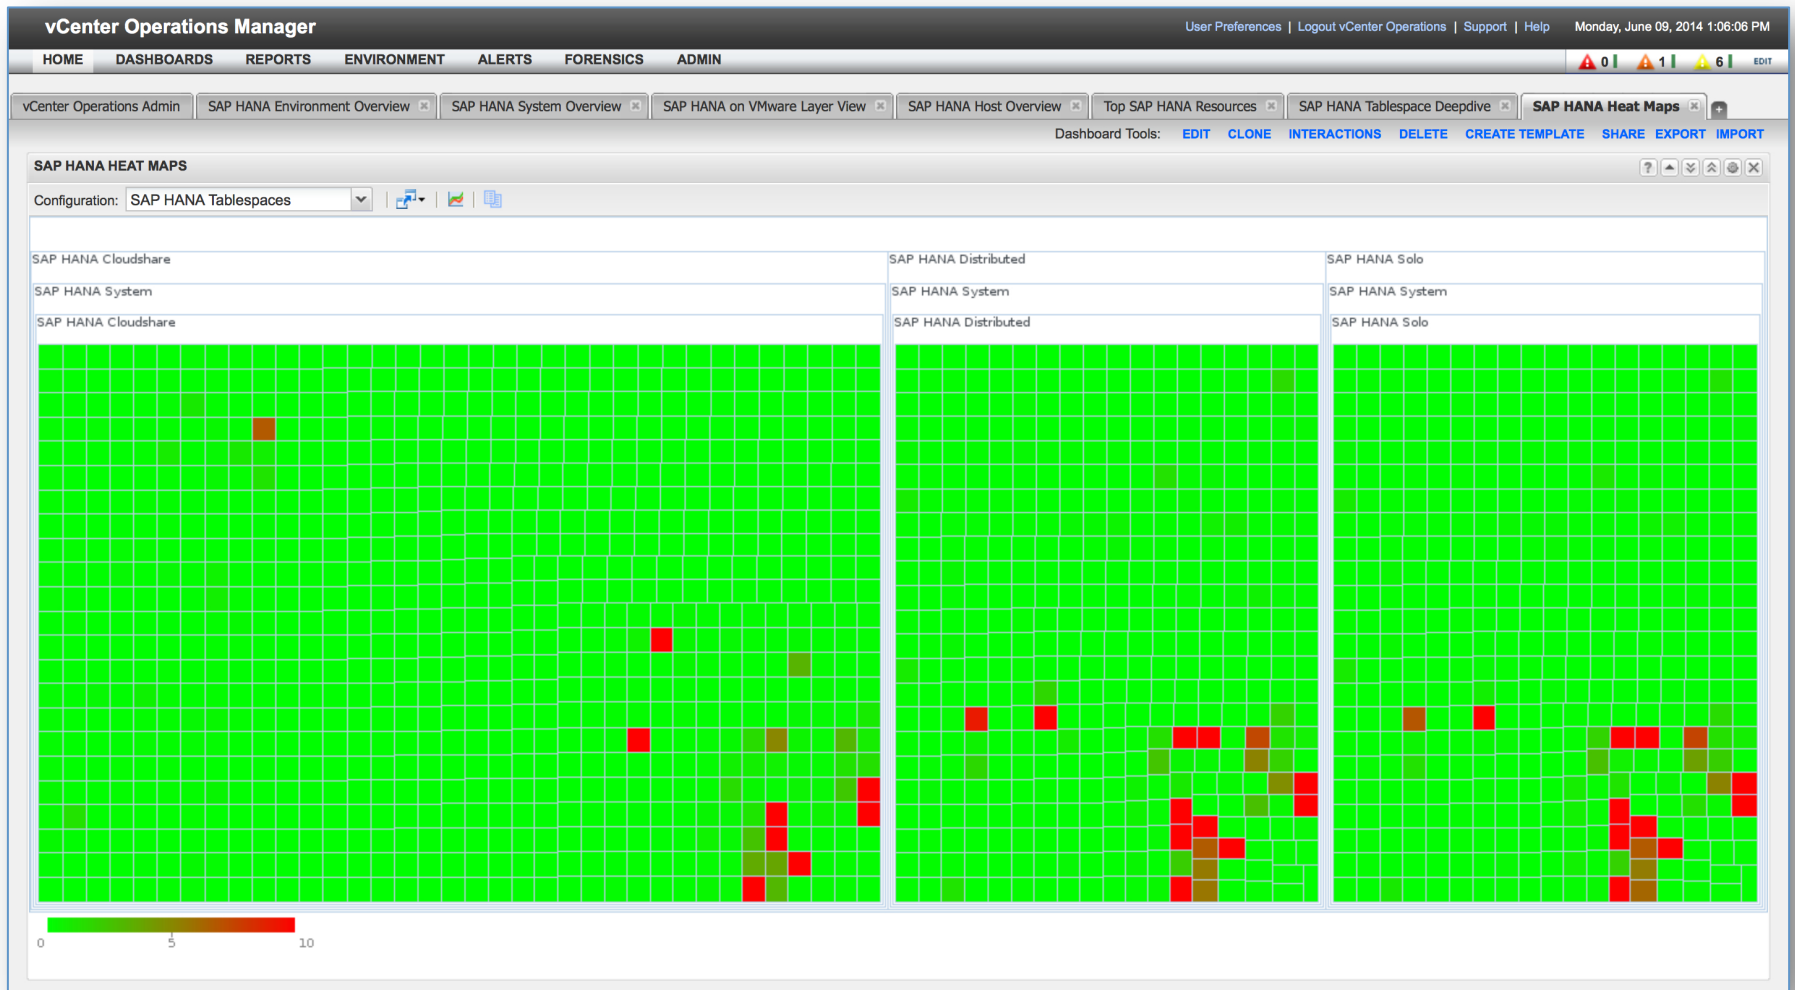 vCenter Operations Manager
User Preferences | Logout vCenter Operations | Support | Help Monday, June 09, 2014 1:06:06 PM
HOME DASHBOARDS REPORTS ENVIRONMENT ALERTS FORENSICS ADMIN 0 1 6 EDIT
vCenter Operations Admin SAP HANA Environment Overview SAP HANA System Overview SAP HANA on VMware Layer View SAP HANA Host Overview Top SAP HANA Resources SAP HANA Tablespace Deepdive SAP HANA Heat Maps
Dashboard Tools: EDIT CLONE INTERACTIONS DELETE CREATE TEMPLATE SHARE EXPORT IMPORT
SAP HANA HEAT MAPS
Configuration: SAP HANA Tablespaces
SAP HANA Cloudshare SAP HANA Distributed SAP HANA Solo
SAP HANA System SAP HANA System SAP HANA System
SAP HANA Cloudshare SAP HANA Distributed SAP HANA Solo
0 5 10